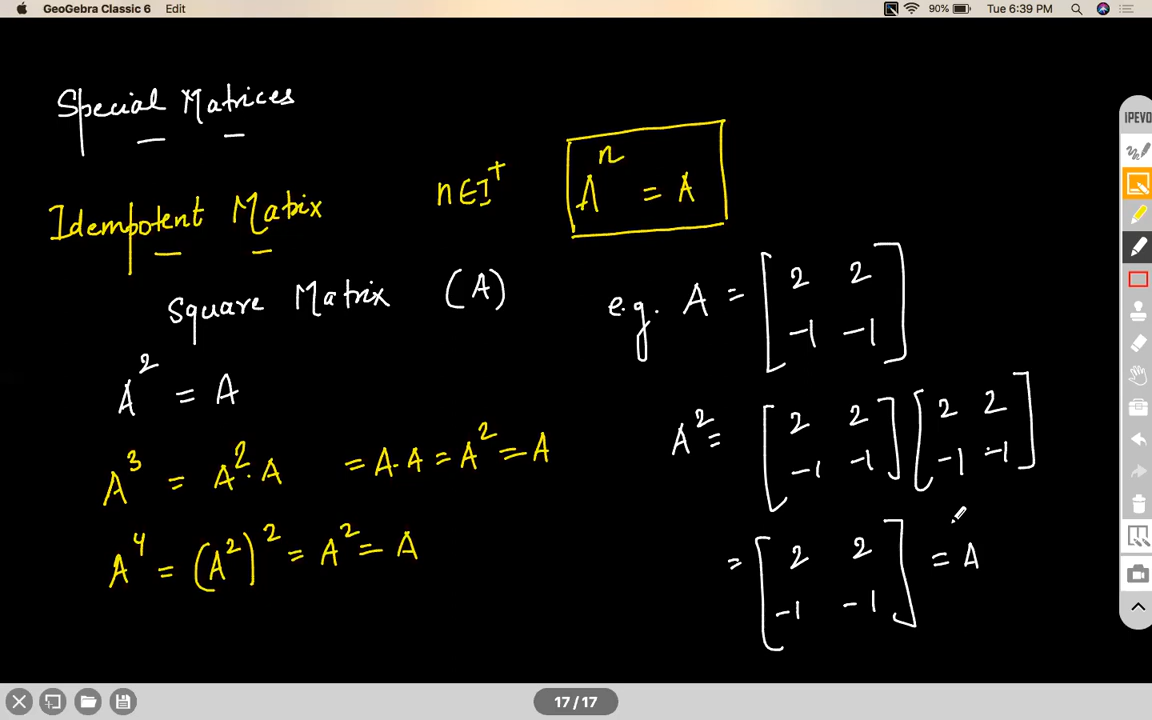 GeoGebra Classic 6 Edit 90% Tue 6:39 PM
Special Matrices
IPEVO
Idempotent Matrix n∈I⁺ Aⁿ = A
Square Matrix (A)
A² = A
A³ = A².A = A.A = A² = A
A⁴ = (A²)² = A² = A
e.g. A = [2 2
-1 -1]
A² = [2 2 [2 2
-1 -1] -1 -1]
= [2 2
-1 -1] = A
17 / 17